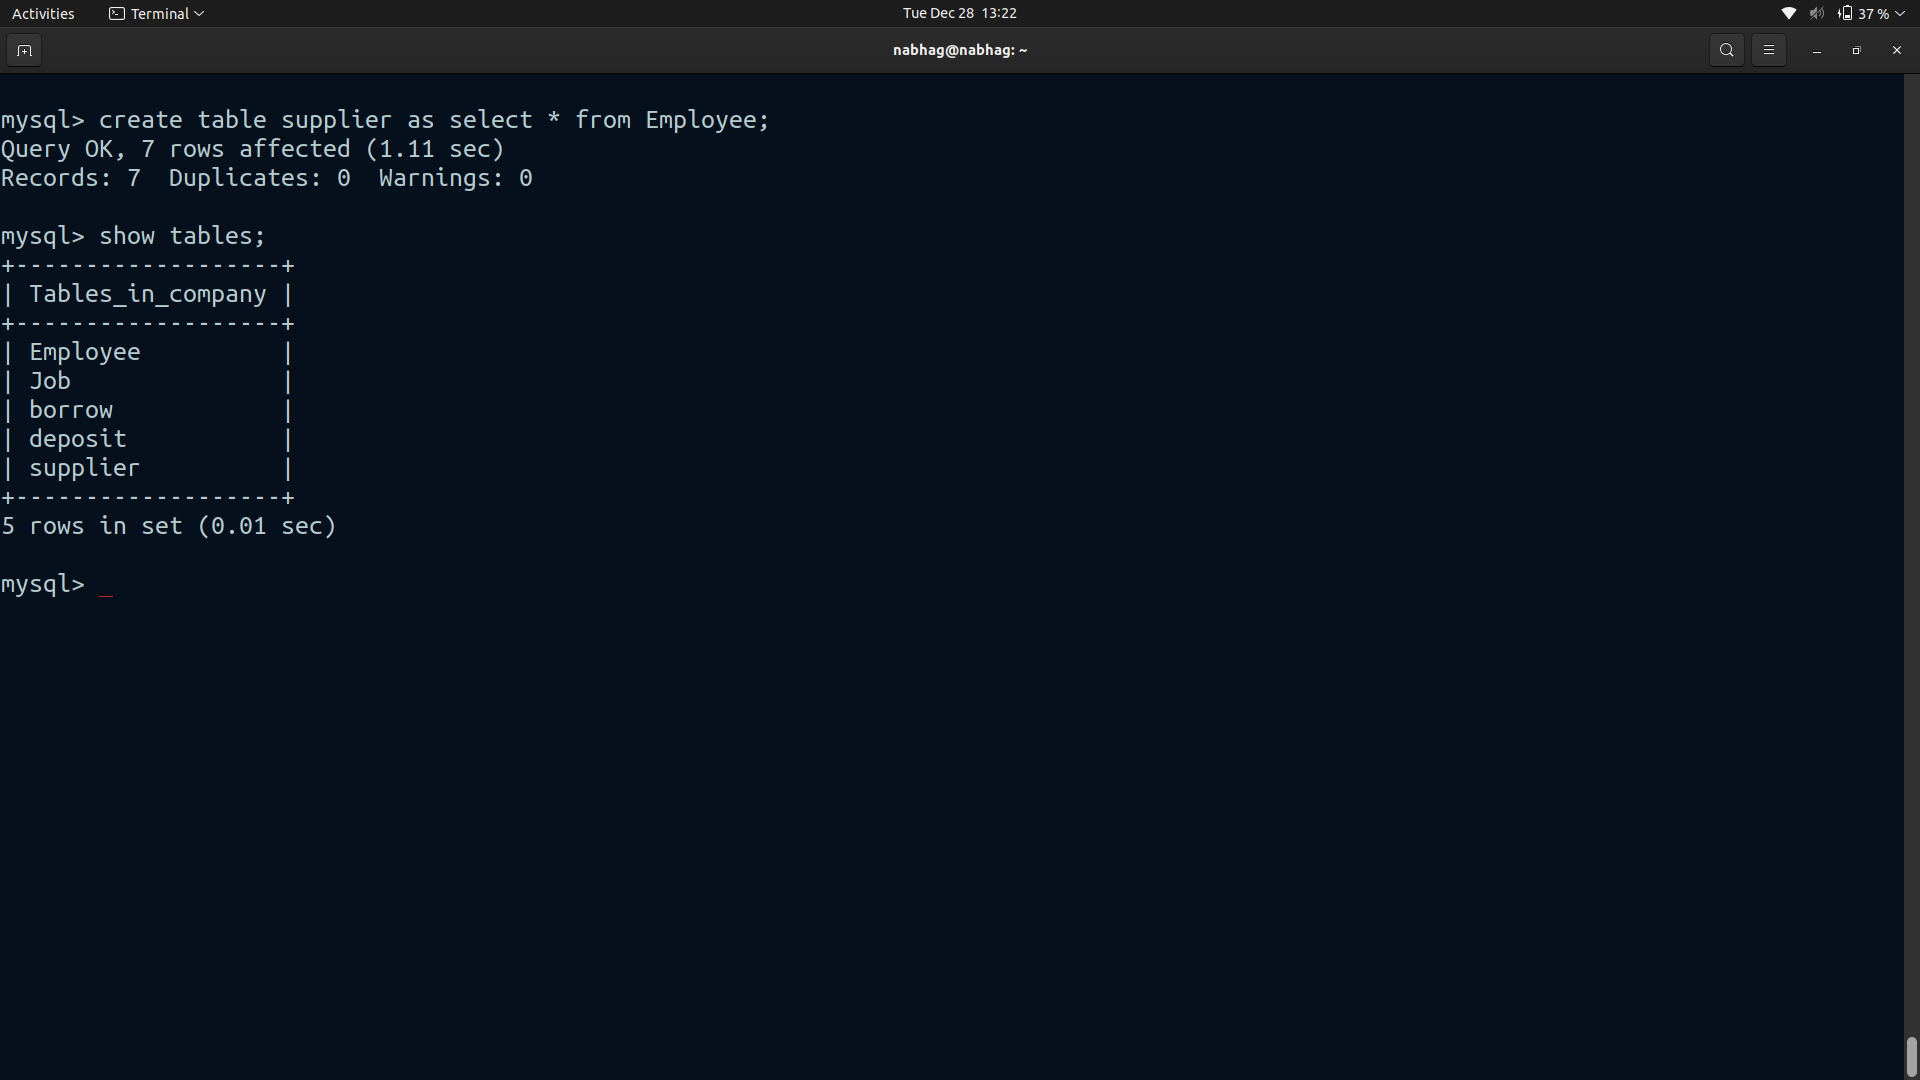 Activities Terminal Tue Dec 28 13:22 37 %
nabhag@nabhag: ~
mysql> create table supplier as select * from Employee;
Query OK, 7 rows affected (1.11 sec)
Records: 7  Duplicates: 0  Warnings: 0
mysql> show tables;
+-------------------+
| Tables_in_company |
+-------------------+
| Employee          |
| Job               |
| borrow            |
| deposit           |
| supplier          |
+-------------------+
5 rows in set (0.01 sec)
mysql> _